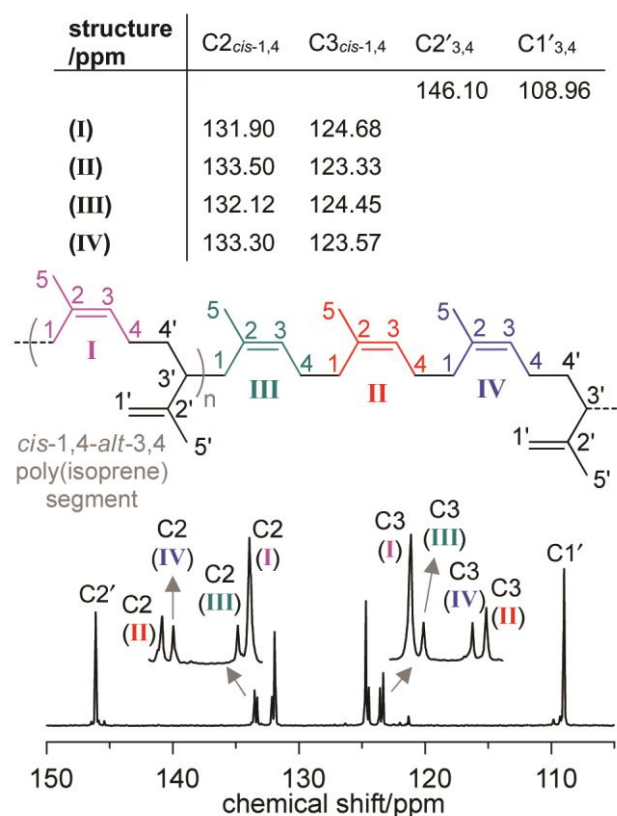 structure /ppm C2cis-1,4 C3cis-1,4 C2′3,4 C1′3,4
146.10 108.96
(I) 131.90 124.68
(II) 133.50 123.33
(III) 132.12 124.45
(IV) 133.30 123.57
5 5 5 5
1 2 3 4 4' 1 2 3 4 1 2 3 4 1 2 3 4 4'
I 3' n III II IV 3'
1' 2' 5' 1' 2' 5'
cis-1,4-alt-3,4
poly(isoprene)
segment
C2′
C2 (II)
C2 (IV)
C2 (III)
C2 (I)
C3 (I)
C3 (III)
C3 (IV)
C3 (II)
C1′
150 140 130 120 110
chemical shift/ppm